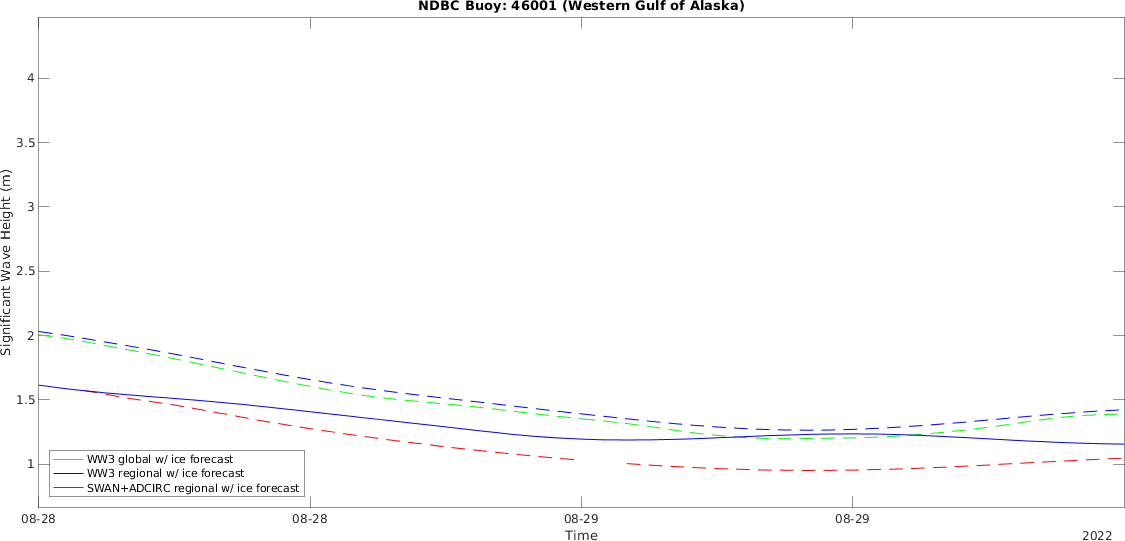 NDBC Buoy: 46001 (Western Gulf of Alaska)
Significant Wave Height (m)
4
3.5
3
2.5
2
1.5
1
WW3 global w/ ice forecast
WW3 regional w/ ice forecast
SWAN+ADCIRC regional w/ ice forecast
08-28 08-28 08-29 08-29
Time
2022